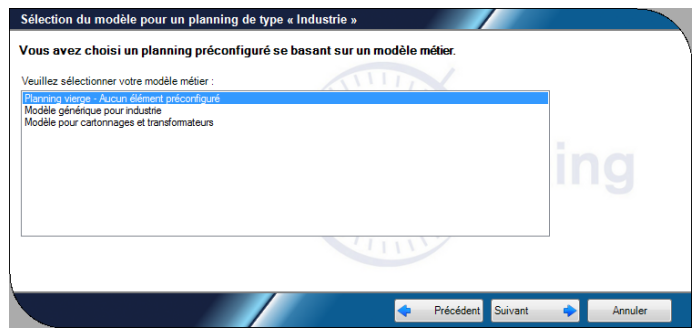 Sélection du modèle pour un planning de type « Industrie »
Vous avez choisi un planning préconfiguré se basant sur un modèle métier.
Veuillez sélectionner votre modèle métier :
Planning vierge - Aucun élément préconfiguré
Modèle générique pour industrie
Modèle pour cartonnages et transformateurs
ing
Précédent Suivant Annuler